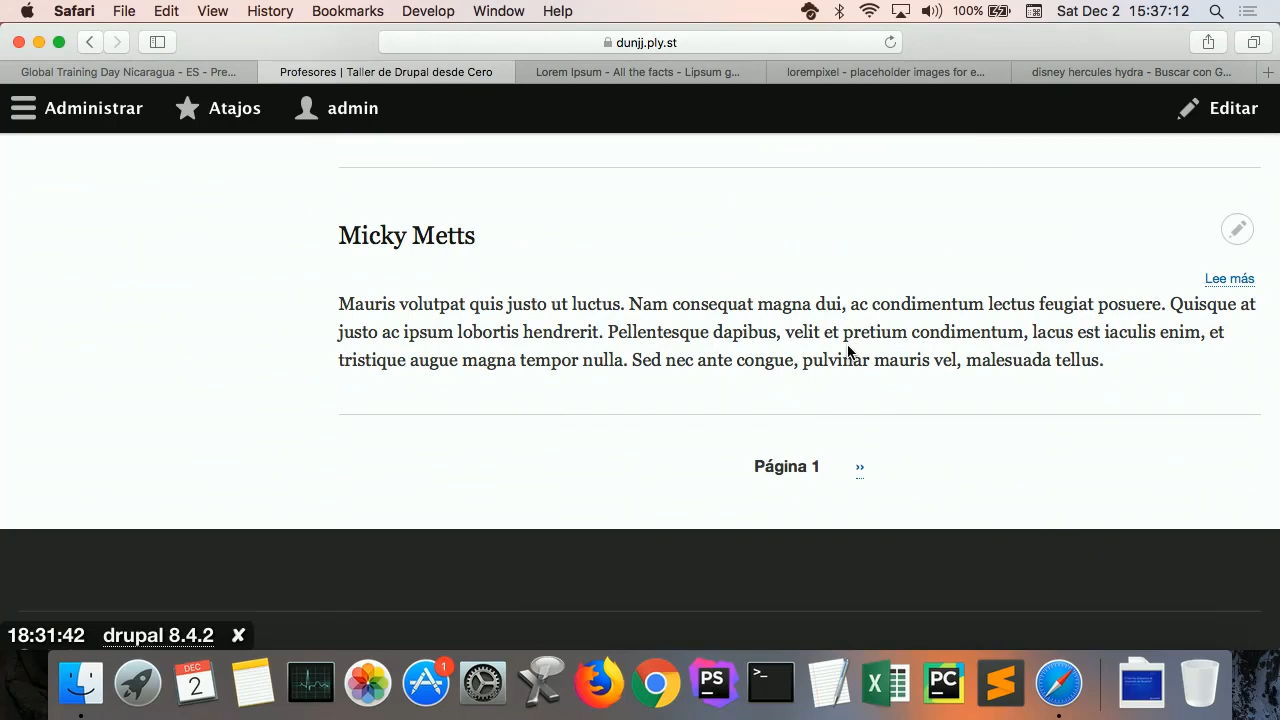 Safari File Edit View History Bookmarks Develop Window Help 100% Sat Dec 2 15:37:12
dunjj.ply.st
Global Training Day Nicaragua - ES - Pre... Profesores | Taller de Drupal desde Cero Lorem Ipsum - All the facts - Lipsum g... lorempixel - placeholder images for e... disney hercules hydra - Buscar con G...
Administrar Atajos admin Editar
Micky Metts
Lee más
Mauris volutpat quis justo ut luctus. Nam consequat magna dui, ac condimentum lectus feugiat posuere. Quisque at
justo ac ipsum lobortis hendrerit. Pellentesque dapibus, velit et pretium condimentum, lacus est iaculis enim, et
tristique augue magna tempor nulla. Sed nec ante congue, pulvinar mauris vel, malesuada tellus.
Página 1 ››
18:31:42 drupal 8.4.2 ✘
DEC
2
1
PS
>_
X
PC